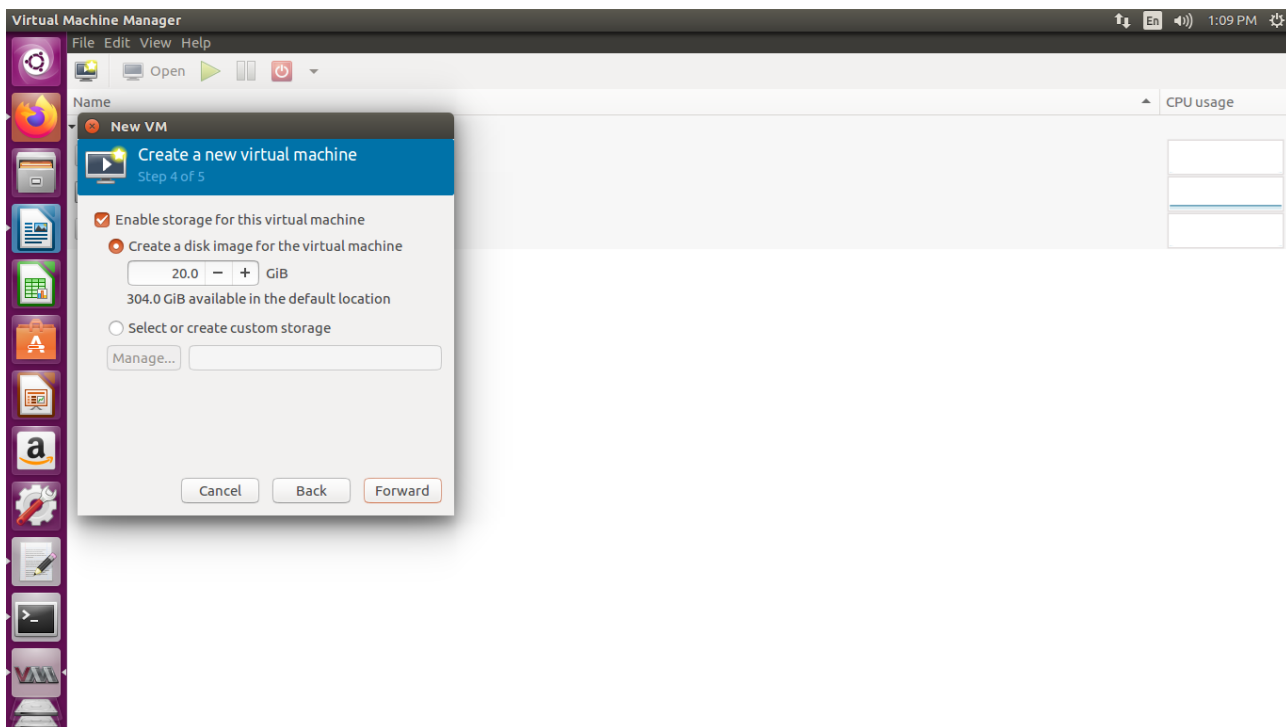 Virtual Machine Manager
En
1:09 PM
File Edit View Help
Open
Name
CPU usage
New VM
Create a new virtual machine
Step 4 of 5
Enable storage for this virtual machine
Create a disk image for the virtual machine
20.0 − + GiB
304.0 GiB available in the default location
Select or create custom storage
Manage...
Cancel Back Forward
a
>_